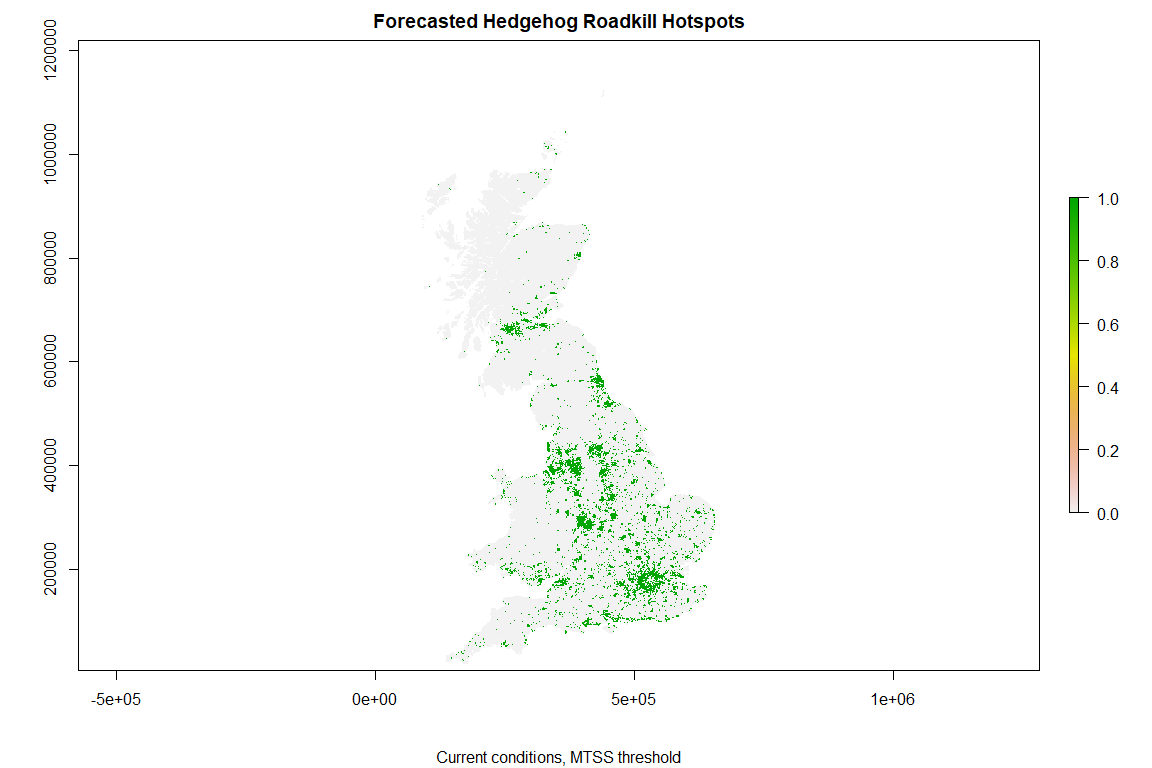 Forecasted Hedgehog Roadkill Hotspots
1200000
1000000
800000
600000
400000
200000
-5e+05
0e+00
5e+05
1e+06
1.0
0.8
0.6
0.4
0.2
0.0
Current conditions, MTSS threshold